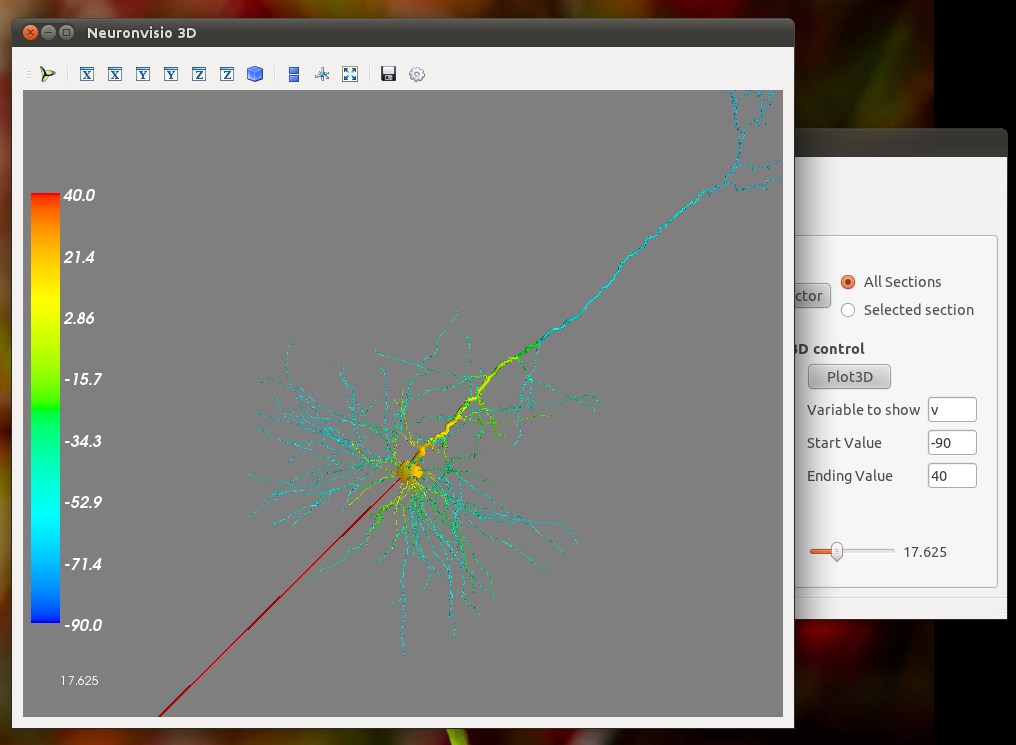 Neuronvisio 3D
X X Y Y Z Z
40.0
21.4
2.86
-15.7
-34.3
-52.9
-71.4
-90.0
17.625
ctor
All Sections
Selected section
3D control
Plot3D
Variable to show v
Start Value -90
Ending Value 40
17.625